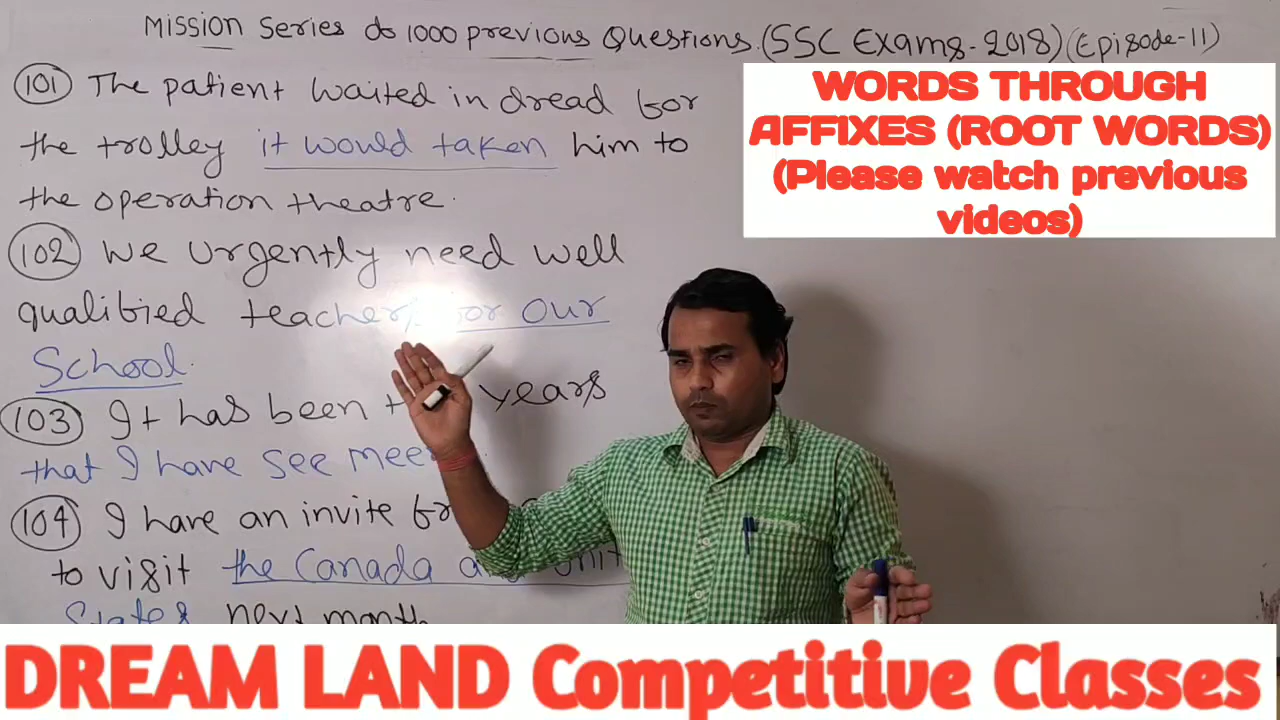 Mission Series do 1000 previous Questions. (SSC Exams-2018) (Episode-11)
WORDS THROUGH
AFFIXES (ROOT WORDS)
(Please watch previous
videos)
101 The patient waited in dread for
the trolley it would taken him to
the operation theatre.
102 We urgently need well
qualified teachers for our
School.
103 It has been years
that I have see
104 I have an invite
to visit the Canada
States next month
DREAM LAND Competitive Classes